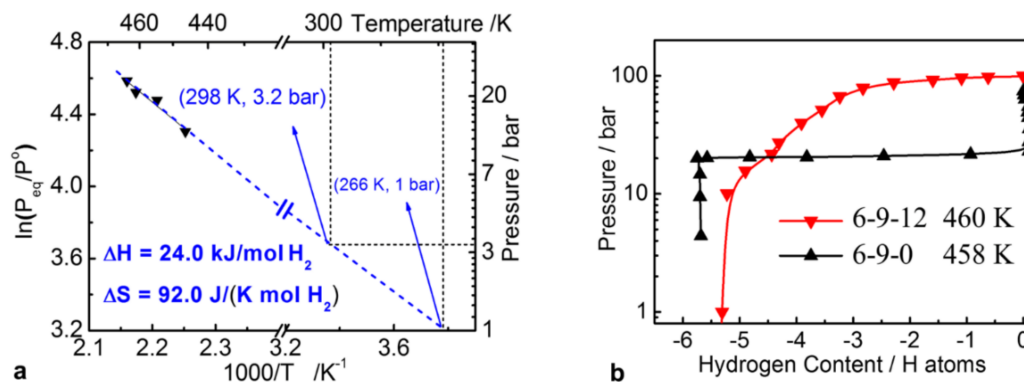 460 440 300 Temperature /K
4.8
4.4
4.0
3.6
3.2
ln(P_eq/P^o)
(298 K, 3.2 bar)
(266 K, 1 bar)
ΔH = 24.0 kJ/mol H₂
ΔS = 92.0 J/(K mol H₂)
20
7
3
1
Pressure / bar
2.1 2.2 2.3 3.2 3.6
1000/T /K⁻¹
a
100
10
1
Pressure / bar
6-9-12 460 K
6-9-0 458 K
-6 -5 -4 -3 -2 -1 0
Hydrogen Content / H atoms
b